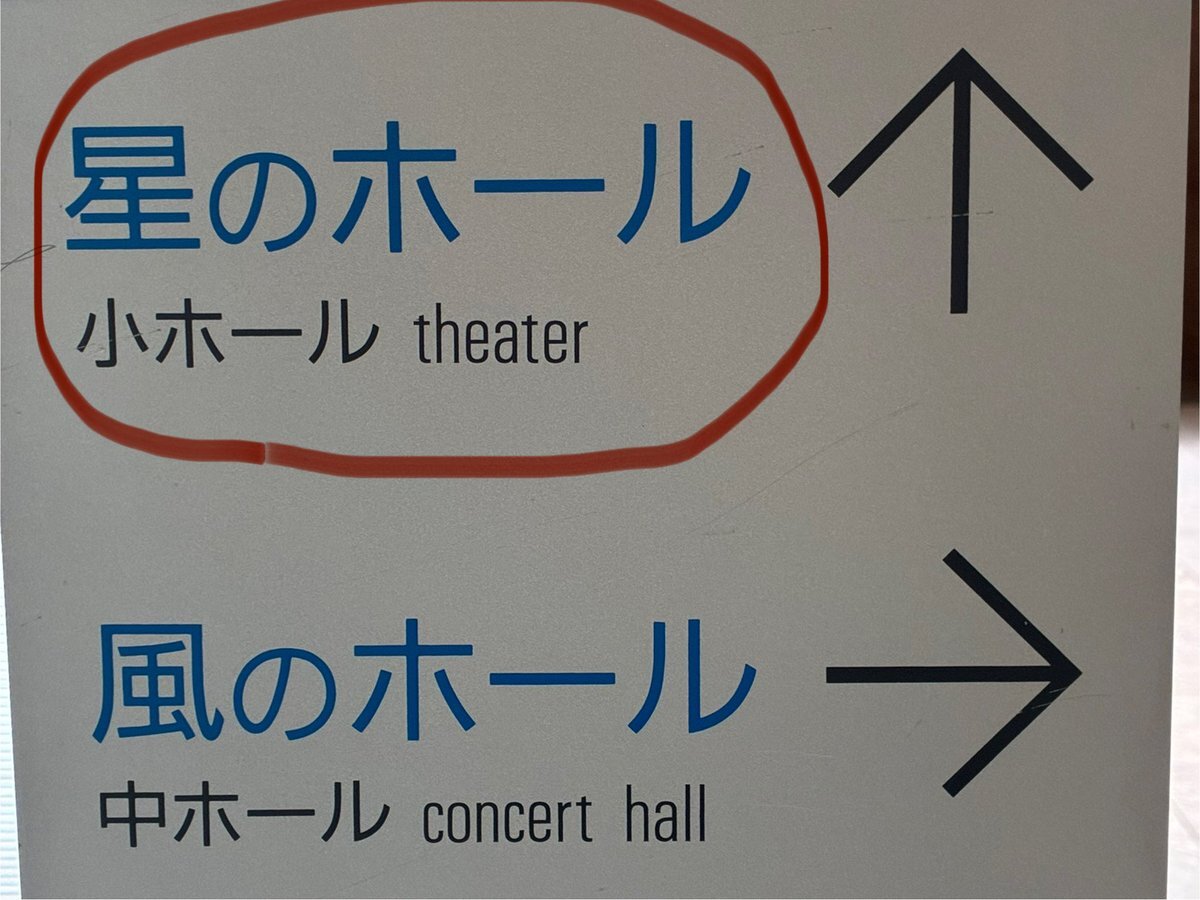 星のホール
小ホール theater
風のホール
中ホール concert hall